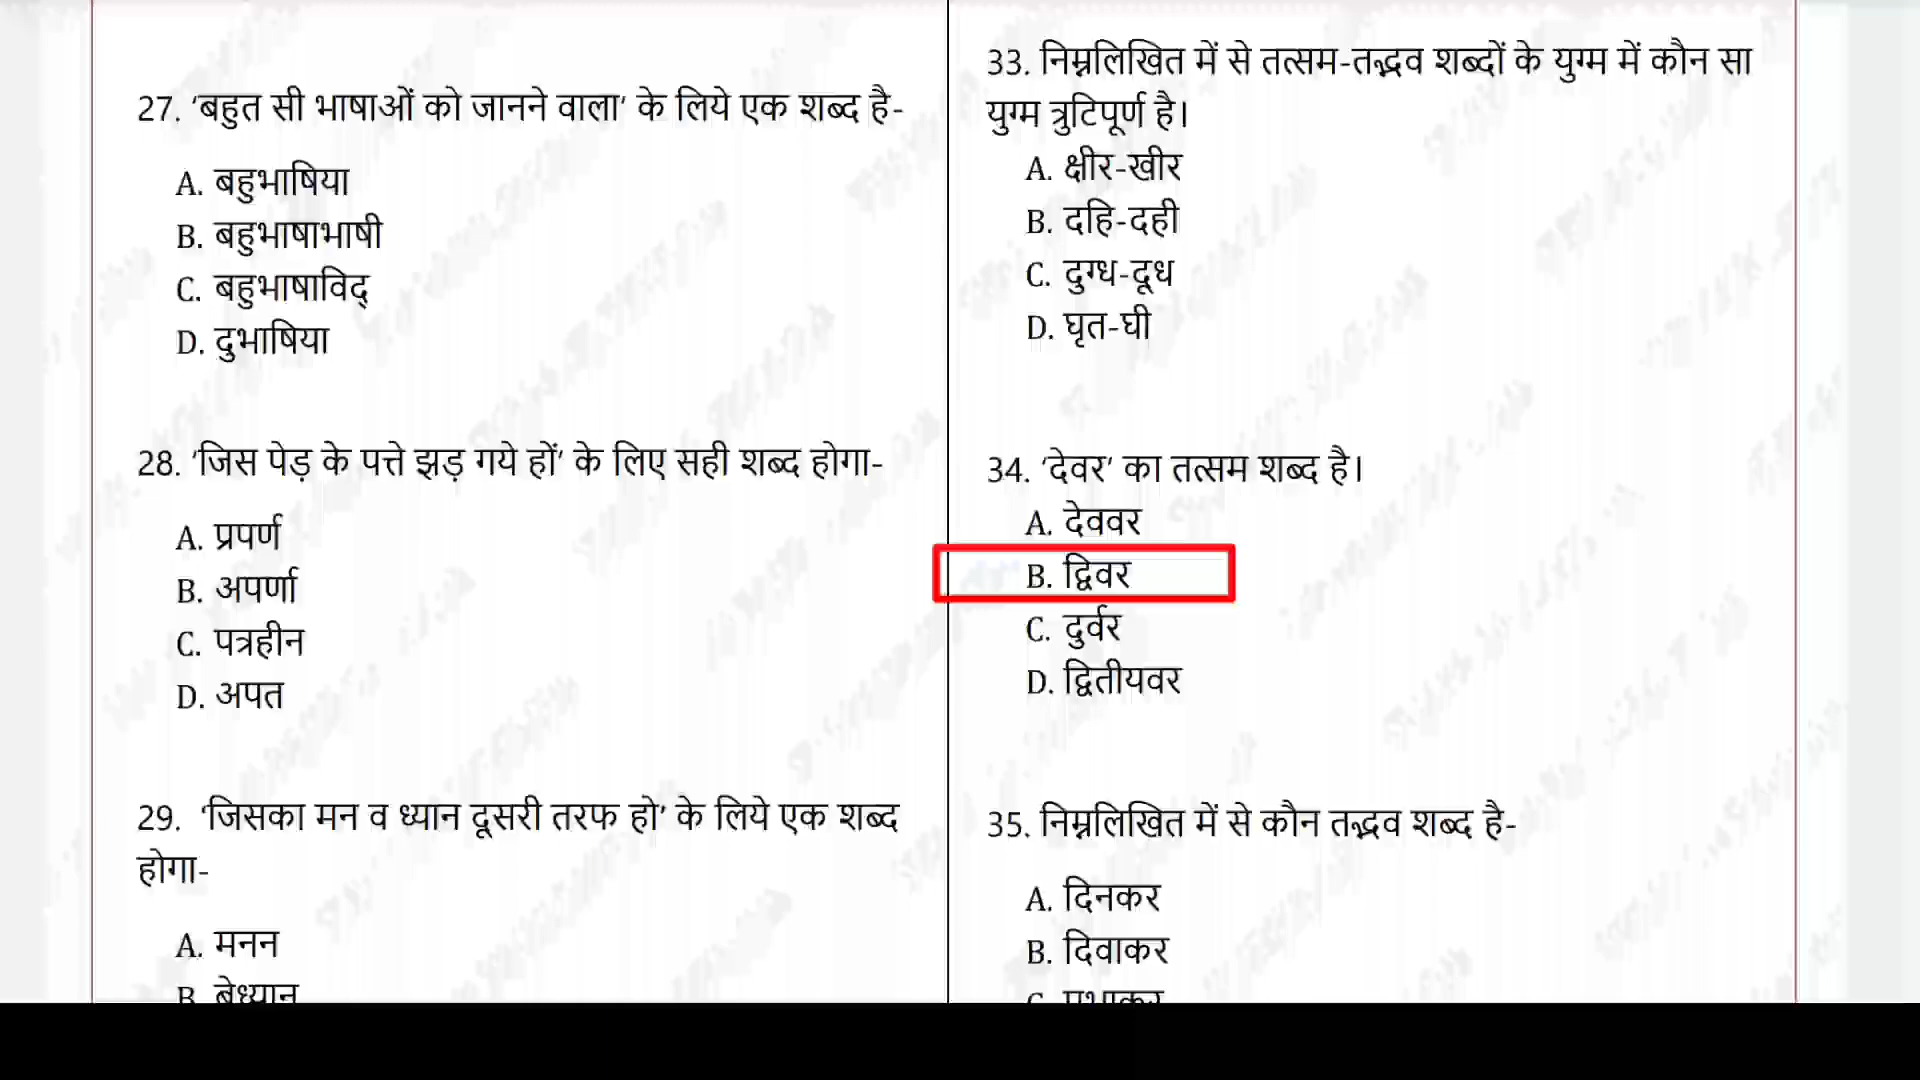 27. ‘बहुत सी भाषाओं को जानने वाला’ के लिये एक शब्द है-
A. बहुभाषिया
B. बहुभाषाभाषी
C. बहुभाषाविद्
D. दुभाषिया
28. ‘जिस पेड़ के पत्ते झड़ गये हों’ के लिए सही शब्द होगा-
A. प्रपर्ण
B. अपर्णा
C. पत्रहीन
D. अपत
29. ‘जिसका मन व ध्यान दूसरी तरफ हो’ के लिये एक शब्द
होगा-
A. मनन
B. बेध्यान
33. निम्नलिखित में से तत्सम-तद्भव शब्दों के युग्म में कौन सा
युग्म त्रुटिपूर्ण है।
A. क्षीर-खीर
B. दहि-दही
C. दुग्ध-दूध
D. घृत-घी
34. ‘देवर’ का तत्सम शब्द है।
A. देववर
B. द्विवर
C. दुर्वर
D. द्वितीयवर
35. निम्नलिखित में से कौन तद्भव शब्द है-
A. दिनकर
B. दिवाकर
C. प्रभाकर